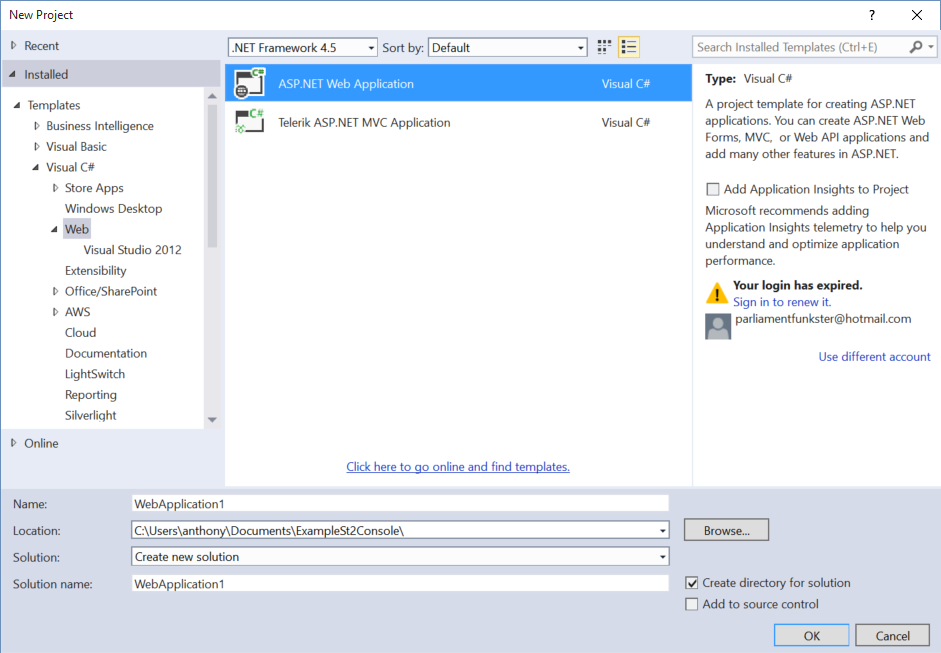 New Project
?
Recent
.NET Framework 4.5
Sort by:
Default
Search Installed Templates (Ctrl+E)
Installed
Templates
Business Intelligence
Visual Basic
Visual C#
Store Apps
Windows Desktop
Web
Visual Studio 2012
Extensibility
Office/SharePoint
AWS
Cloud
Documentation
LightSwitch
Reporting
Silverlight
Online
C#
ASP.NET Web Application
Visual C#
C#
Telerik ASP.NET MVC Application
Visual C#
Click here to go online and find templates.
Type: Visual C#
A project template for creating ASP.NET
applications. You can create ASP.NET Web
Forms, MVC, or Web API applications and
add many other features in ASP.NET.
Add Application Insights to Project
Microsoft recommends adding
Application Insights telemetry to help you
understand and optimize application
performance.
Your login has expired.
Sign in to renew it.
parliamentfunkster@hotmail.com
Use different account
Name:
WebApplication1
Location:
C:\Users\anthony\Documents\ExampleSt2Console\
Browse...
Solution:
Create new solution
Solution name:
WebApplication1
Create directory for solution
Add to source control
OK
Cancel